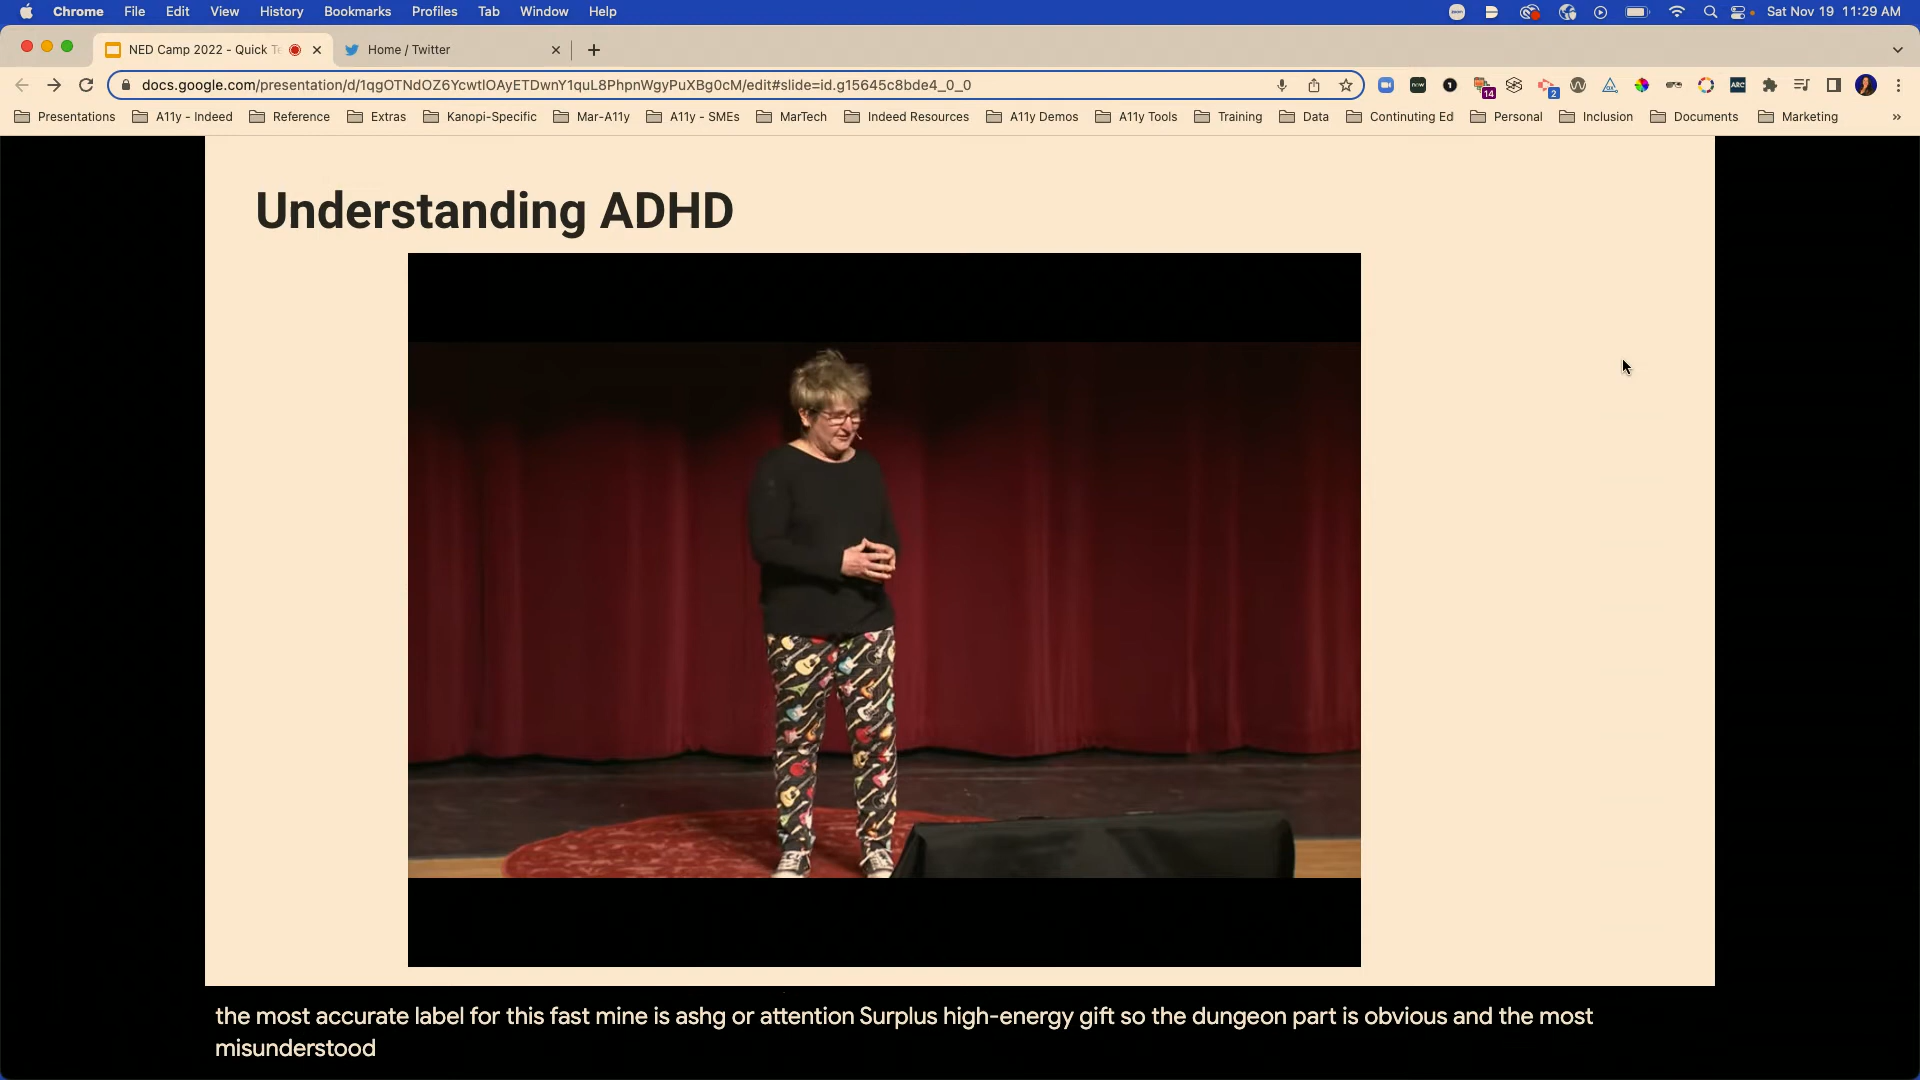 Chrome File Edit View History Bookmarks Profiles Tab Window Help Sat Nov 19 11:29 AM
NED Camp 2022 - Quick Home / Twitter
docs.google.com/presentation/d/1qgOTNdOZ6YcwtlOAyETDwnY1quL8PhpnWgyPuXBg0cM/edit#slide=id.g15645c8bde4_0_0 14 2 ARC
Presentations A11y - Indeed Reference Extras Kanopi-Specific Mar-A11y A11y - SMEs MarTech Indeed Resources A11y Demos A11y Tools Training Data Continuting Ed Personal Inclusion Documents Marketing »
Understanding ADHD
the most accurate label for this fast mine is ashg or attention Surplus high-energy gift so the dungeon part is obvious and the most
misunderstood